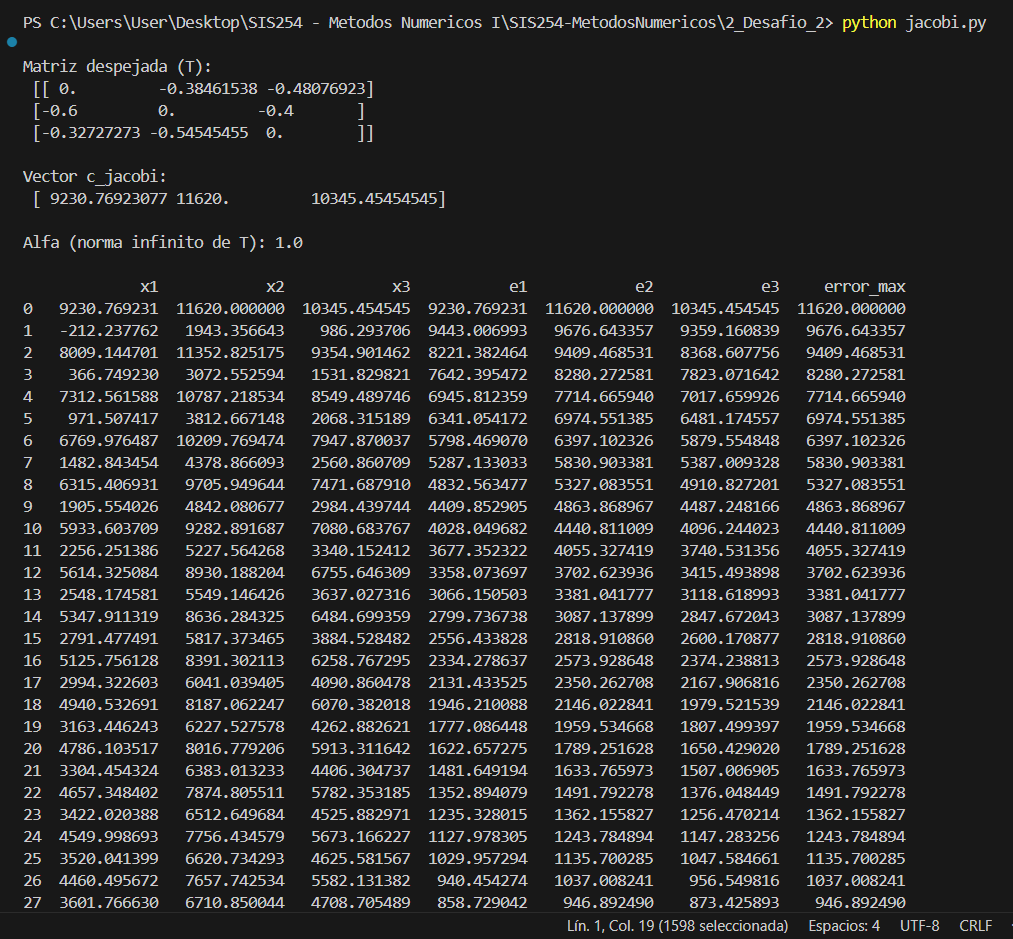 PS C:\Users\User\Desktop\SIS254 - Metodos Numericos I\SIS254-MetodosNumericos\2_Desafio_2> python jacobi.py
Matriz despejada (T):
[[ 0.         -0.38461538 -0.48076923]
[-0.6         0.         -0.4       ]
[-0.32727273 -0.54545455  0.        ]]
Vector c_jacobi:
[ 9230.76923077 11620.         10345.45454545]
Alfa (norma infinito de T): 1.0
x1 x2 x3 e1 e2 e3 error_max
0 9230.769231 11620.000000 10345.454545 9230.769231 11620.000000 10345.454545 11620.000000
1 -212.237762 1943.356643 986.293706 9443.006993 9676.643357 9359.160839 9676.643357
2 8009.144701 11352.825175 9354.901462 8221.382464 9409.468531 8368.607756 9409.468531
3 366.749230 3072.552594 1531.829821 7642.395472 8280.272581 7823.071642 8280.272581
4 7312.561588 10787.218534 8549.489746 6945.812359 7714.665940 7017.659926 7714.665940
5 971.507417 3812.667148 2068.315189 6341.054172 6974.551385 6481.174557 6974.551385
6 6769.976487 10209.769474 7947.870037 5798.469070 6397.102326 5879.554848 6397.102326
7 1482.843454 4378.866093 2560.860709 5287.133033 5830.903381 5387.009328 5830.903381
8 6315.406931 9705.949644 7471.687910 4832.563477 5327.083551 4910.827201 5327.083551
9 1905.554026 4842.080677 2984.439744 4409.852905 4863.868967 4487.248166 4863.868967
10 5933.603709 9282.891687 7080.683767 4028.049682 4440.811009 4096.244023 4440.811009
11 2256.251386 5227.564268 3340.152412 3677.352322 4055.327419 3740.531356 4055.327419
12 5614.325084 8930.188204 6755.646309 3358.073697 3702.623936 3415.493898 3702.623936
13 2548.174581 5549.146426 3637.027316 3066.150503 3381.041777 3118.618993 3381.041777
14 5347.911319 8636.284325 6484.699359 2799.736738 3087.137899 2847.672043 3087.137899
15 2791.477491 5817.373465 3884.528482 2556.433828 2818.910860 2600.170877 2818.910860
16 5125.756128 8391.302113 6258.767295 2334.278637 2573.928648 2374.238813 2573.928648
17 2994.322603 6041.039405 4090.860478 2131.433525 2350.262708 2167.906816 2350.262708
18 4940.532691 8187.062247 6070.382018 1946.210088 2146.022841 1979.521539 2146.022841
19 3163.446243 6227.527578 4262.882621 1777.086448 1959.534668 1807.499397 1959.534668
20 4786.103517 8016.779206 5913.311642 1622.657275 1789.251628 1650.429020 1789.251628
21 3304.454324 6383.013233 4406.304737 1481.649194 1633.765973 1507.006905 1633.765973
22 4657.348402 7874.805511 5782.353185 1352.894079 1491.792278 1376.048449 1491.792278
23 3422.020388 6512.649684 4525.882971 1235.328015 1362.155827 1256.470214 1362.155827
24 4549.998693 7756.434579 5673.166227 1127.978305 1243.784894 1147.283256 1243.784894
25 3520.041399 6620.734293 4625.581567 1029.957294 1135.700285 1047.584661 1135.700285
26 4460.495672 7657.742534 5582.131382 940.454274 1037.008241 956.549816 1037.008241
27 3601.766630 6710.850044 4708.705489 858.729042 946.892490 873.425893 946.892490
Lín. 1, Col. 19 (1598 seleccionada) Espacios: 4 UTF-8 CRLF